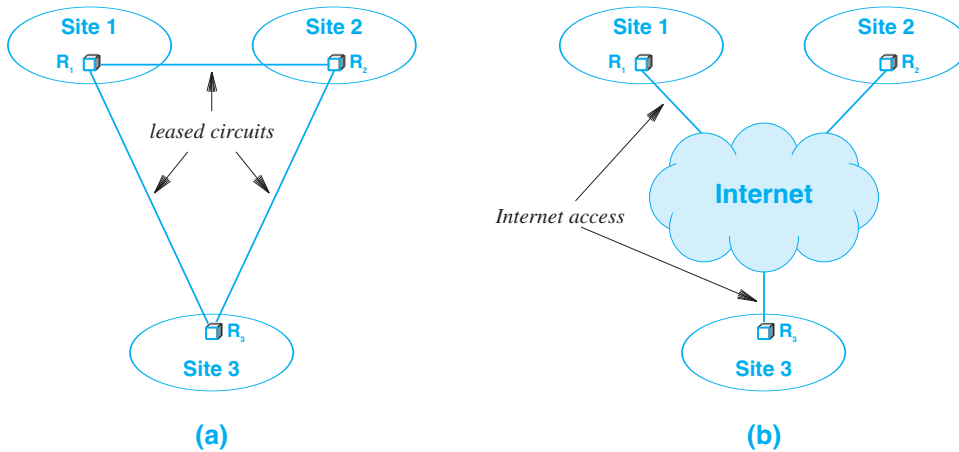 Site 1
R1
Site 2
R2
leased circuits
R3
Site 3
(a)
Site 1
R1
Site 2
R2
Internet
Internet access
R3
Site 3
(b)